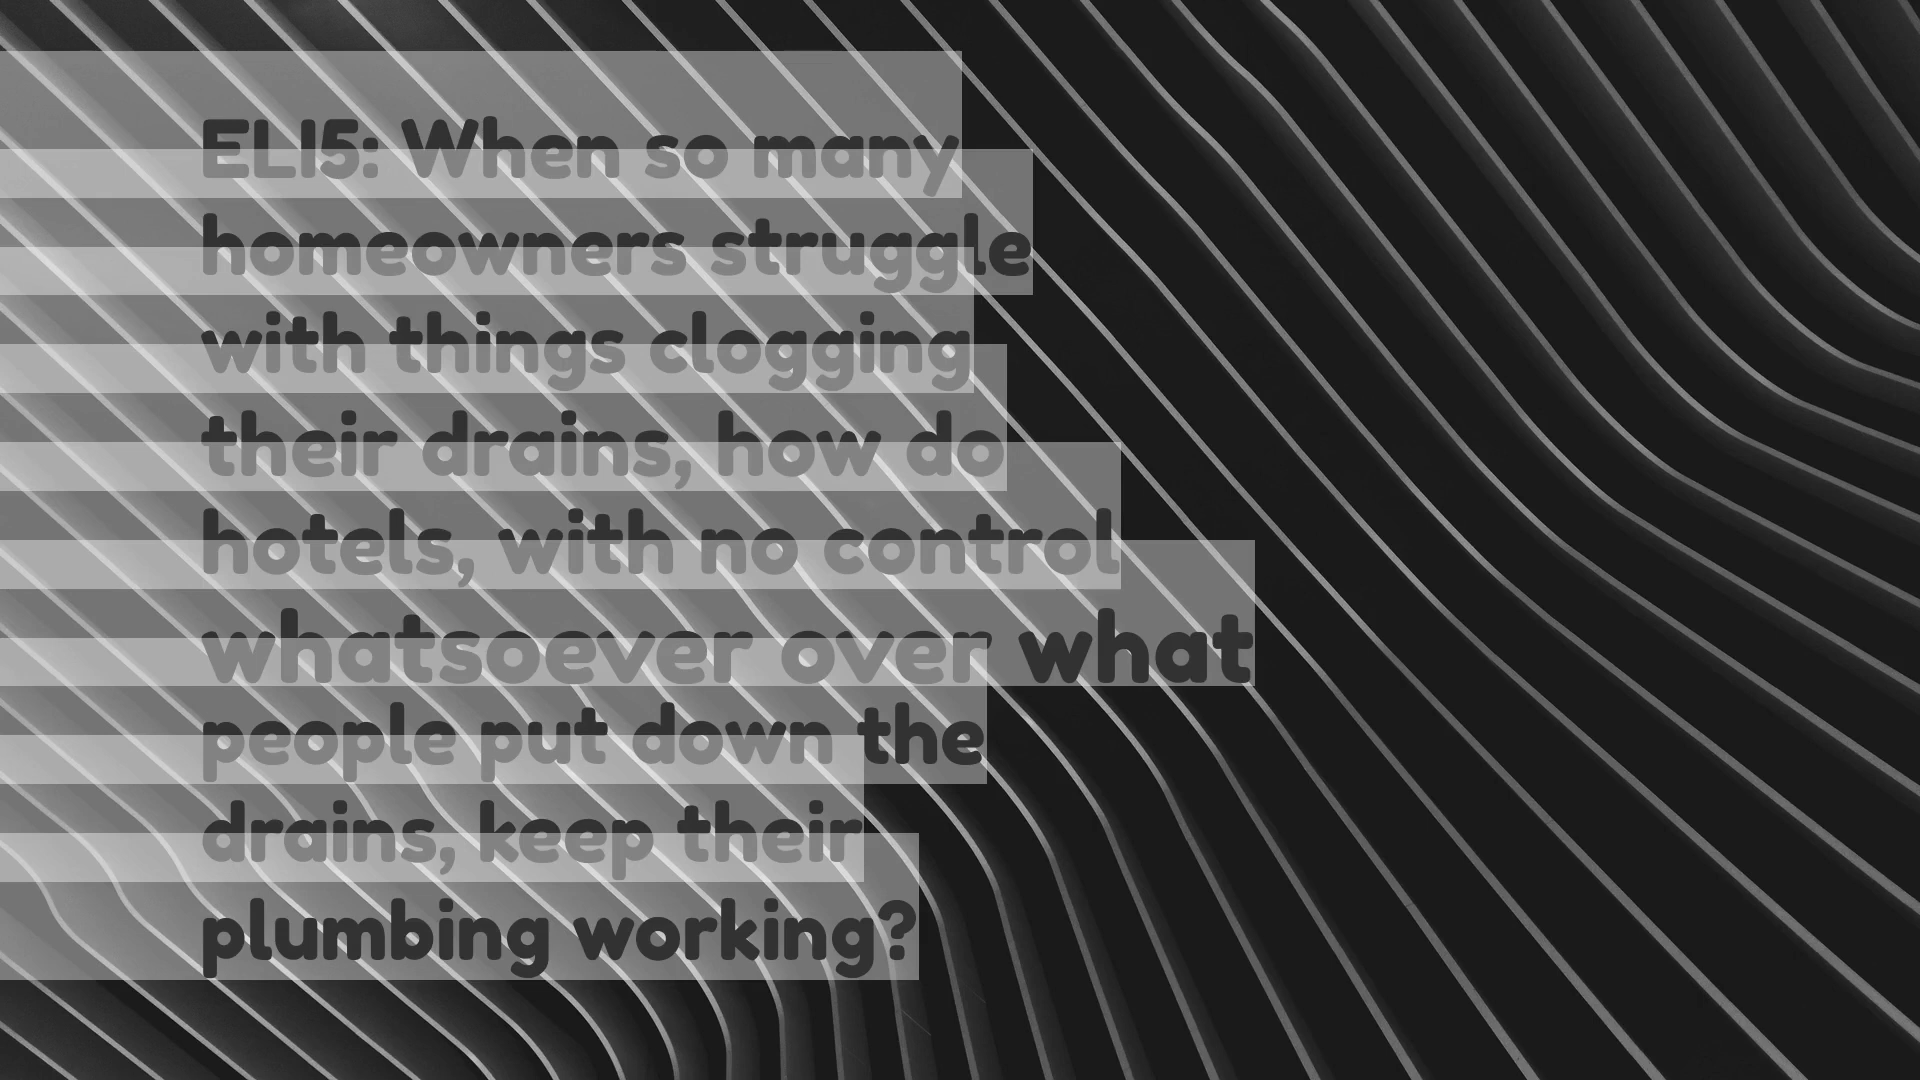 ELI5: When so many
homeowners struggle
with things clogging
their drains, how do
hotels, with no control
whatsoever over what
people put down the
drains, keep their
plumbing working?